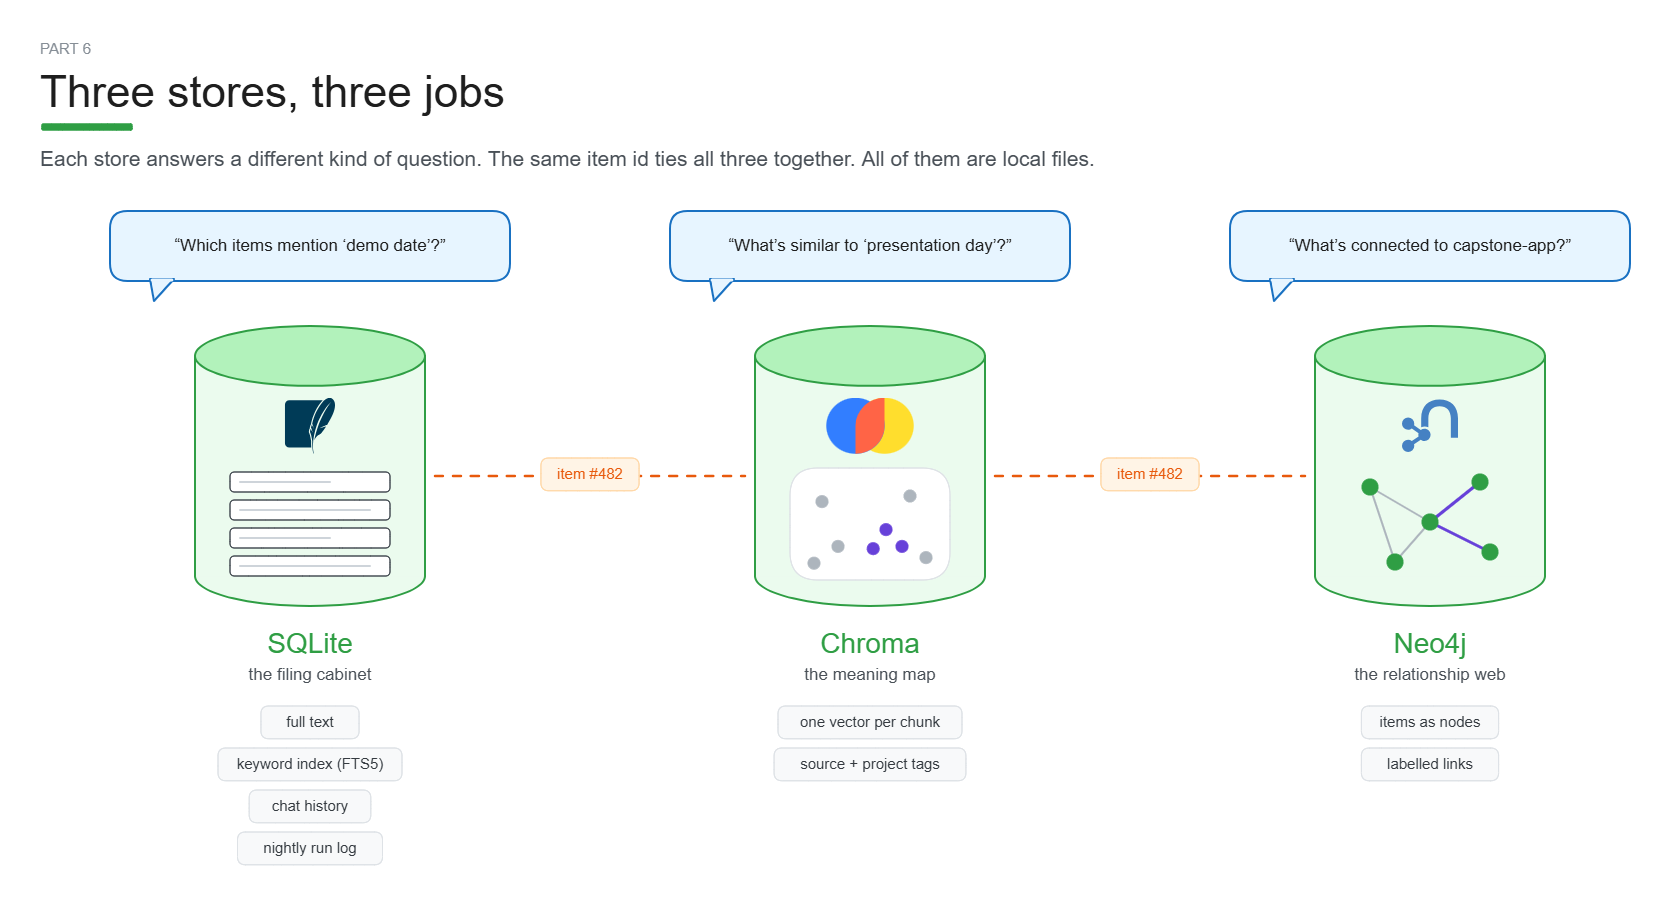 PART 6
Three stores, three jobs
Each store answers a different kind of question. The same item id ties all three together. All of them are local files.
“Which items mention ‘demo date’?”
“What’s similar to ‘presentation day’?”
“What’s connected to capstone-app?”
item #482
item #482
SQLite
the filing cabinet
full text
keyword index (FTS5)
chat history
nightly run log
Chroma
the meaning map
one vector per chunk
source + project tags
Neo4j
the relationship web
items as nodes
labelled links